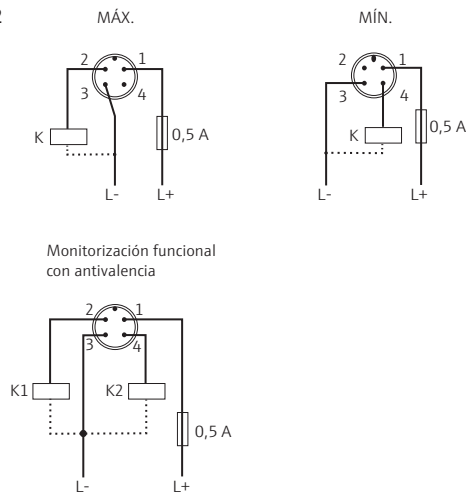 2
MÁX.
MÍN.
2 1
3 4
K
0,5 A
L- L+
2 1
3 4
K
0,5 A
L- L+
Monitorización funcional
con antivalencia
2 1
3 4
K1 K2
0,5 A
L- L+